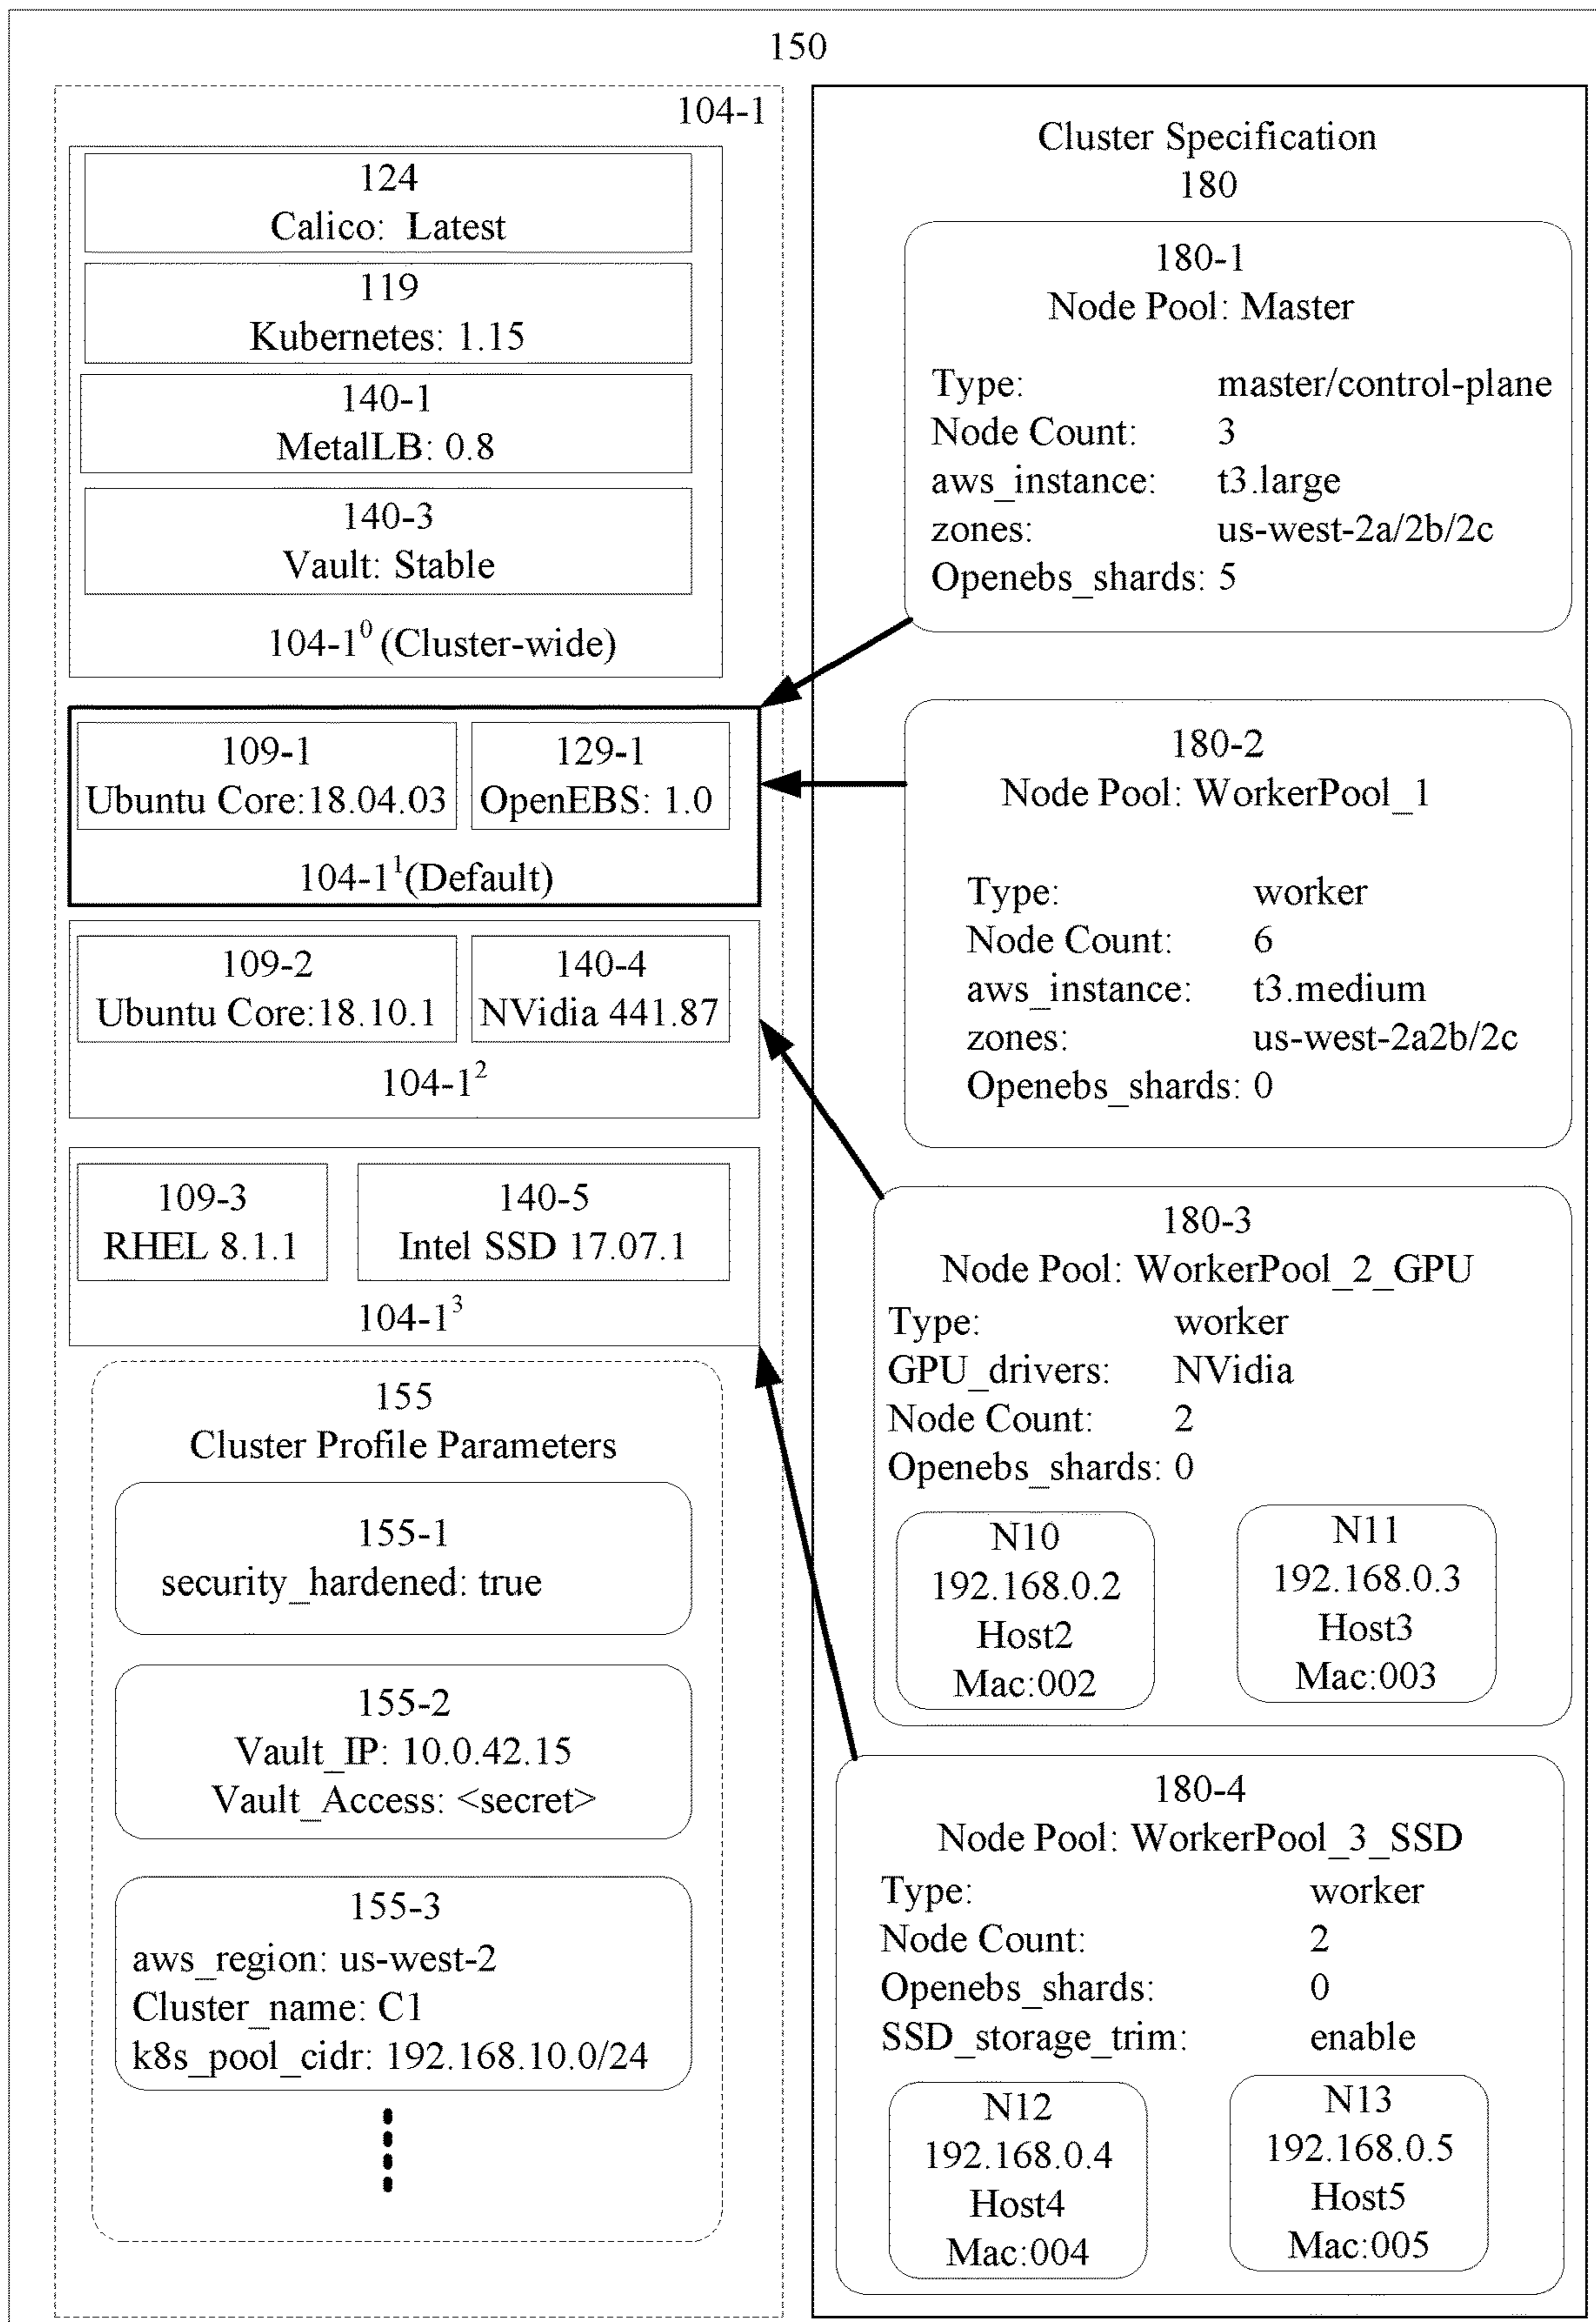 150
104-1
124
Calico: Latest
119
Kubernetes: 1.15
140-1
MetalLB: 0.8
140-3
Vault: Stable
104-1⁰ (Cluster-wide)
109-1
Ubuntu Core:18.04.03
129-1
OpenEBS: 1.0
104-1¹(Default)
109-2
Ubuntu Core:18.10.1
140-4
NVidia 441.87
104-1²
109-3
RHEL 8.1.1
140-5
Intel SSD 17.07.1
104-1³
155
Cluster Profile Parameters
155-1
security_hardened: true
155-2
Vault_IP: 10.0.42.15
Vault_Access: <secret>
155-3
aws_region: us-west-2
Cluster_name: C1
k8s_pool_cidr: 192.168.10.0/24
Cluster Specification
180
180-1
Node Pool: Master
Type: master/control-plane
Node Count: 3
aws_instance: t3.large
zones: us-west-2a/2b/2c
Openebs_shards: 5
180-2
Node Pool: WorkerPool_1
Type: worker
Node Count: 6
aws_instance: t3.medium
zones: us-west-2a2b/2c
Openebs_shards: 0
180-3
Node Pool: WorkerPool_2_GPU
Type: worker
GPU_drivers: NVidia
Node Count: 2
Openebs_shards: 0
N10
192.168.0.2
Host2
Mac:002
N11
192.168.0.3
Host3
Mac:003
180-4
Node Pool: WorkerPool_3_SSD
Type: worker
Node Count: 2
Openebs_shards: 0
SSD_storage_trim: enable
N12
192.168.0.4
Host4
Mac:004
N13
192.168.0.5
Host5
Mac:005